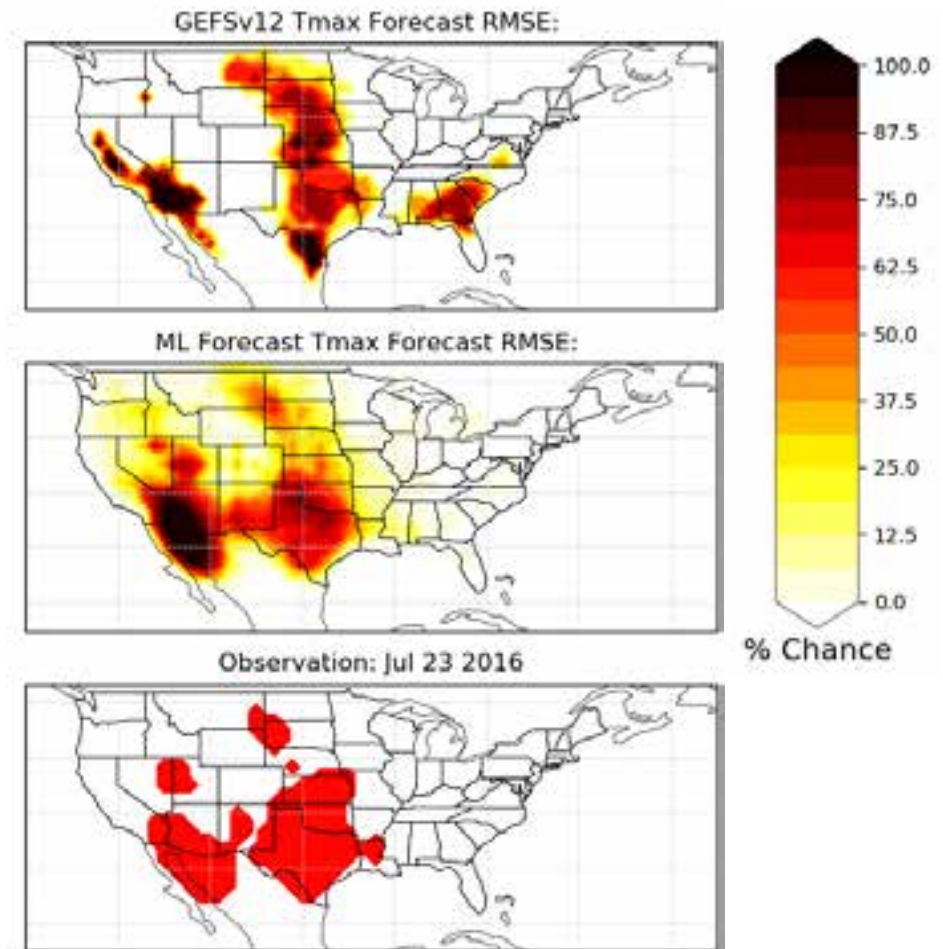 GEFSv12 Tmax Forecast RMSE:
ML Forecast Tmax Forecast RMSE:
Observation: Jul 23 2016
100.0
87.5
75.0
62.5
50.0
37.5
25.0
12.5
0.0
% Chance